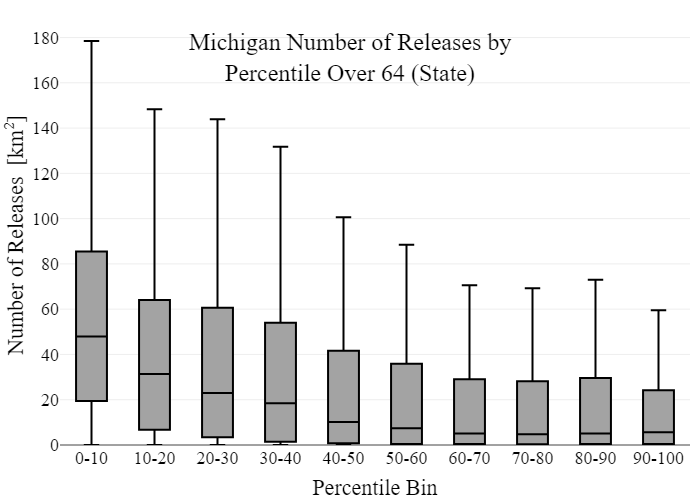 Michigan Number of Releases by
Percentile Over 64 (State)
Number of Releases [km²]
180
160
140
120
100
80
60
40
20
0
0-10 10-20 20-30 30-40 40-50 50-60 60-70 70-80 80-90 90-100
Percentile Bin